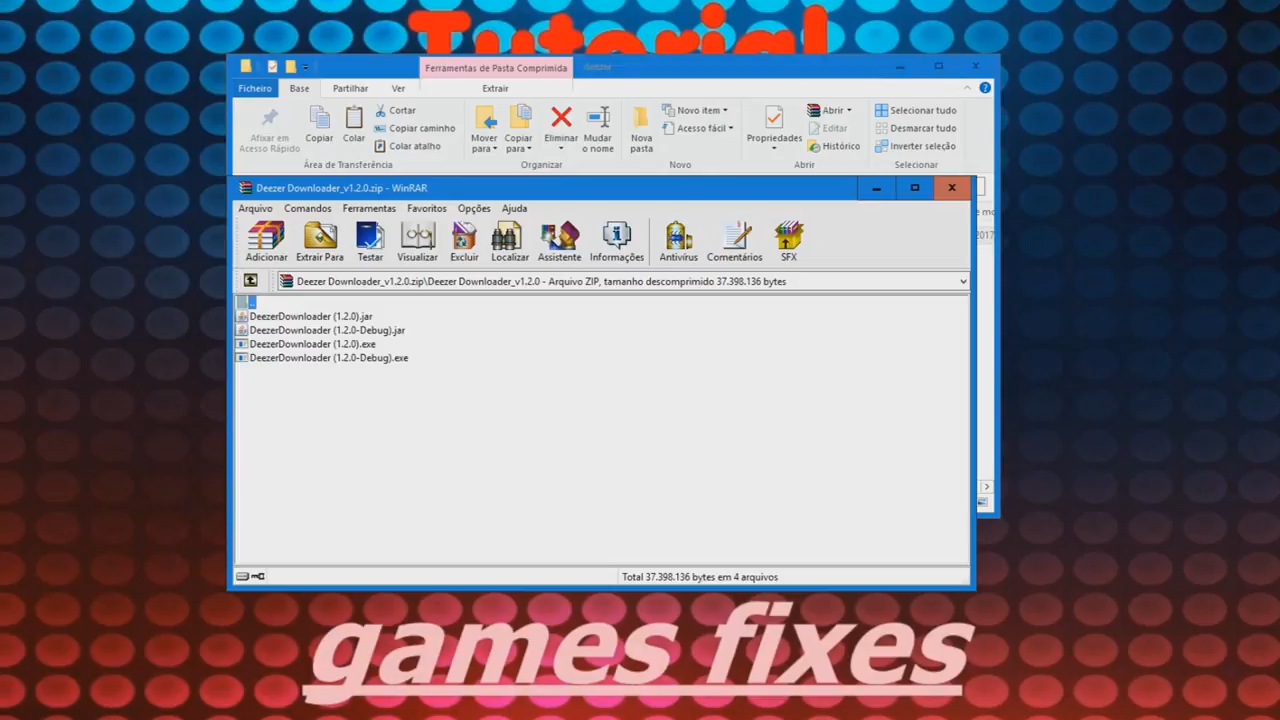 Tutorial
Ferramentas de Pasta Comprimida
Ficheiro Base Partilhar Ver Extrair
Afixar em Acesso Rápido
Copiar
Colar
Cortar
Copiar caminho
Colar atalho
Mover para
Copiar para
Eliminar
Mudar o nome
Nova pasta
Novo item
Acesso fácil
Propriedades
Abrir
Editar
Histórico
Selecionar tudo
Desmarcar tudo
Inverter seleção
Área de Transferência Organizar Novo Abrir Selecionar
Deezer Downloader_v1.2.0.zip - WinRAR
Arquivo Comandos Ferramentas Favoritos Opções Ajuda
e mo
Adicionar Extrair Para Testar Visualizar Excluir Localizar Assistente Informações Antivírus Comentários SFX
2017
Deezer Downloader_v1.2.0.zip\Deezer Downloader_v1.2.0 - Arquivo ZIP, tamanho descomprimido 37.398.136 bytes
..
DeezerDownloader (1.2.0).jar
DeezerDownloader (1.2.0-Debug).jar
DeezerDownloader (1.2.0).exe
DeezerDownloader (1.2.0-Debug).exe
Total 37.398.136 bytes em 4 arquivos
games fixes